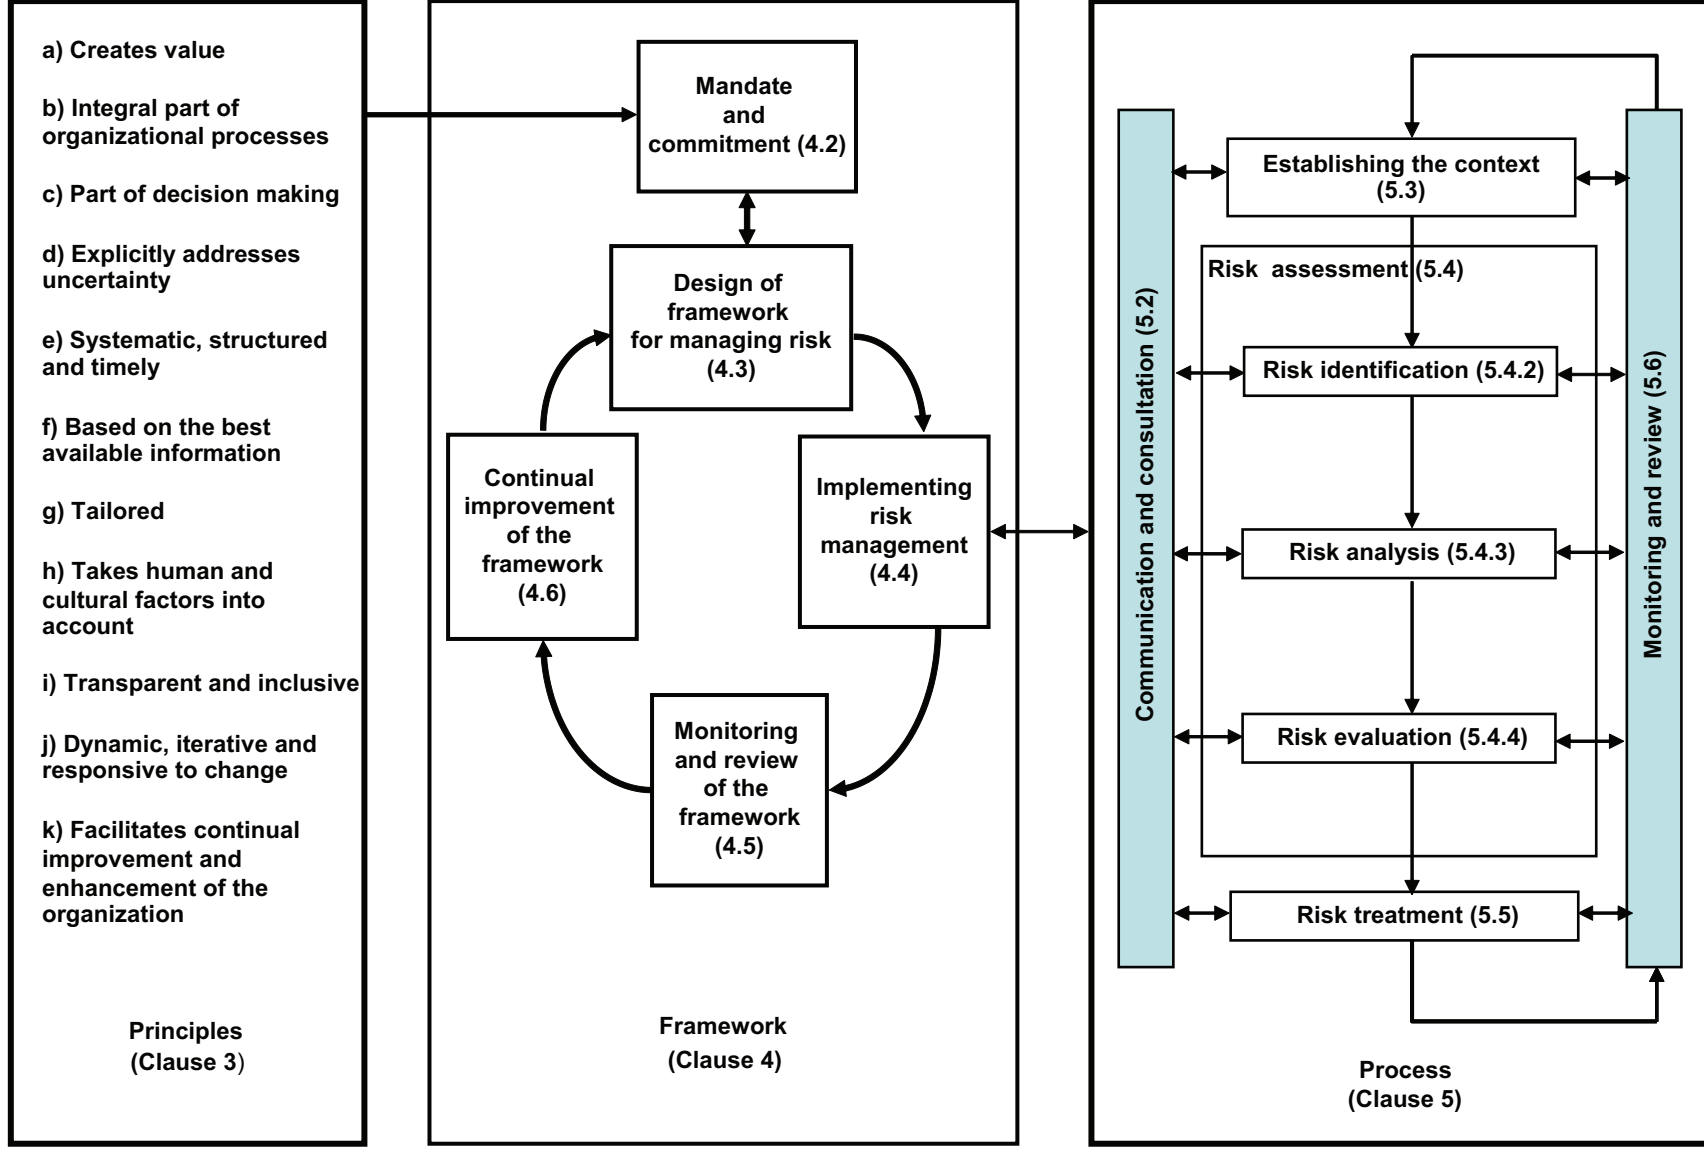 a) Creates value
b) Integral part of
organizational processes
c) Part of decision making
d) Explicitly addresses
uncertainty
e) Systematic, structured
and timely
f) Based on the best
available information
g) Tailored
h) Takes human and
cultural factors into
account
i) Transparent and inclusive
j) Dynamic, iterative and
responsive to change
k) Facilitates continual
improvement and
enhancement of the
organization
Principles
(Clause 3)
Mandate
and
commitment (4.2)
Design of
framework
for managing risk
(4.3)
Continual
improvement
of the
framework
(4.6)
Implementing
risk
management
(4.4)
Monitoring
and review
of the
framework
(4.5)
Framework
(Clause 4)
Communication and consultation (5.2)
Establishing the context
(5.3)
Risk  assessment (5.4)
Risk identification (5.4.2)
Risk analysis (5.4.3)
Risk evaluation (5.4.4)
Risk treatment (5.5)
Monitoring and review (5.6)
Process
(Clause 5)